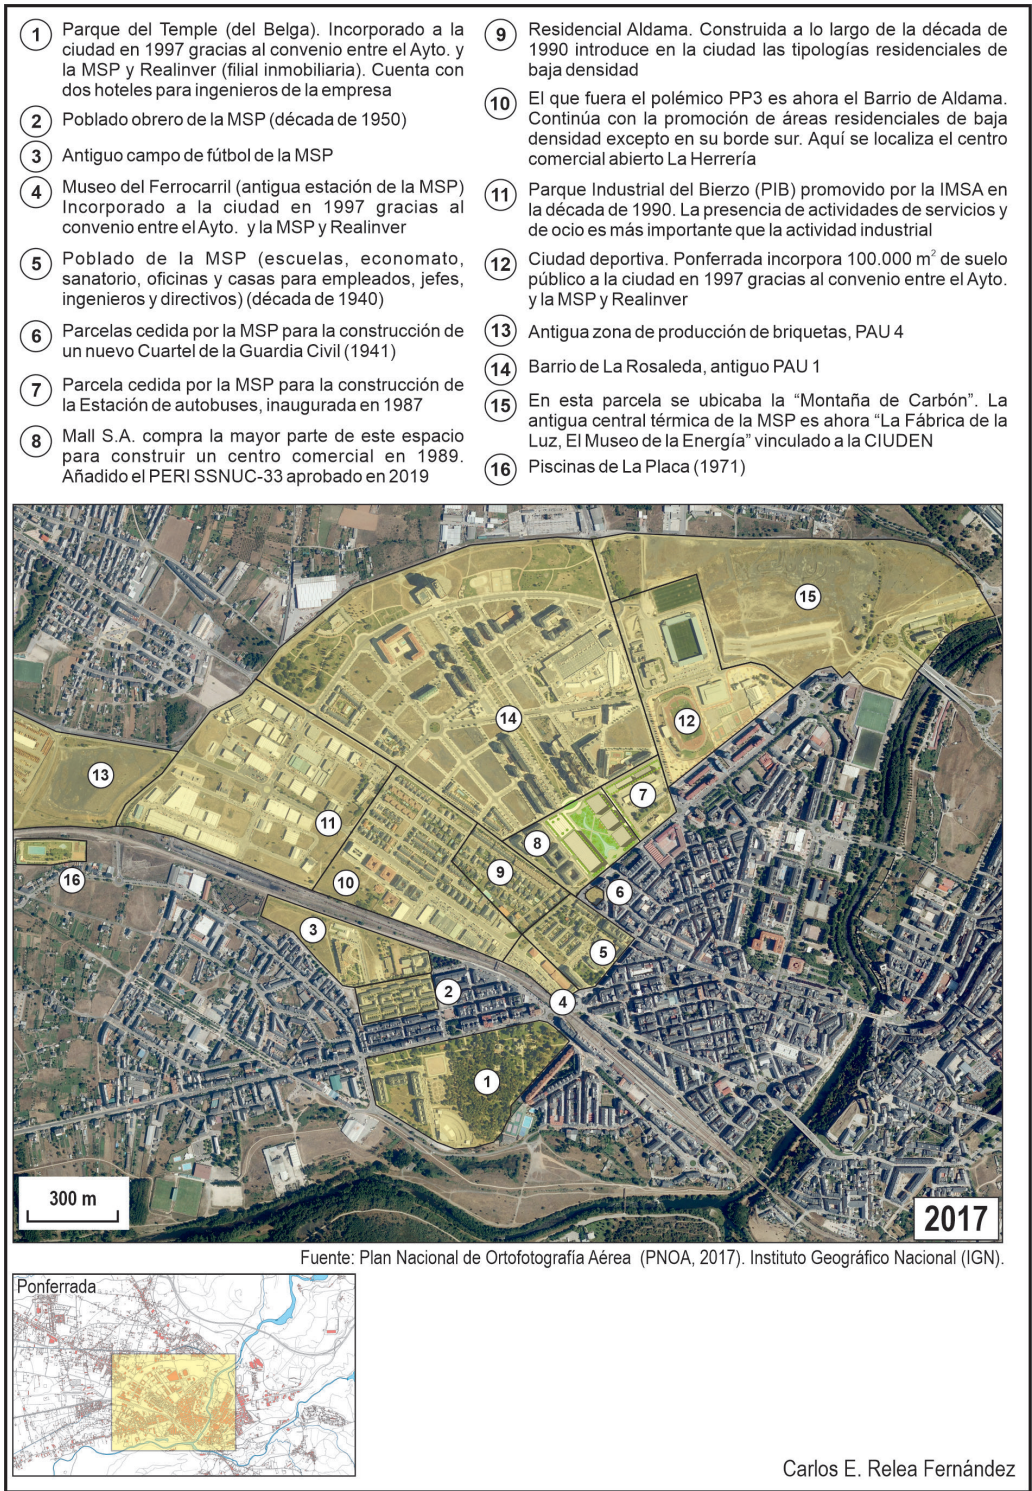 1 Parque del Temple (del Belga). Incorporado a la
ciudad en 1997 gracias al convenio entre el Ayto. y
la MSP y Realinver (filial inmobiliaria). Cuenta con
dos hoteles para ingenieros de la empresa
2 Poblado obrero de la MSP (década de 1950)
3 Antiguo campo de fútbol de la MSP
4 Museo del Ferrocarril (antigua estación de la MSP)
Incorporado a la ciudad en 1997 gracias al
convenio entre el Ayto. y la MSP y Realinver
5 Poblado de la MSP (escuelas, economato,
sanatorio, oficinas y casas para empleados, jefes,
ingenieros y directivos) (década de 1940)
6 Parcelas cedida por la MSP para la construcción de
un nuevo Cuartel de la Guardia Civil (1941)
7 Parcela cedida por la MSP para la construcción de
la Estación de autobuses, inaugurada en 1987
8 Mall S.A. compra la mayor parte de este espacio
para construir un centro comercial en 1989.
Añadido el PERI SSNUC-33 aprobado en 2019
9 Residencial Aldama. Construida a lo largo de la década de
1990 introduce en la ciudad las tipologías residenciales de
baja densidad
10 El que fuera el polémico PP3 es ahora el Barrio de Aldama.
Continúa con la promoción de áreas residenciales de baja
densidad excepto en su borde sur. Aquí se localiza el centro
comercial abierto La Herrería
11 Parque Industrial del Bierzo (PIB) promovido por la IMSA en
la década de 1990. La presencia de actividades de servicios y
de ocio es más importante que la actividad industrial
12 Ciudad deportiva. Ponferrada incorpora 100.000 m² de suelo
público a la ciudad en 1997 gracias al convenio entre el Ayto.
y la MSP y Realinver
13 Antigua zona de producción de briquetas, PAU 4
14 Barrio de La Rosaleda, antiguo PAU 1
15 En esta parcela se ubicaba la “Montaña de Carbón”. La
antigua central térmica de la MSP es ahora “La Fábrica de la
Luz, El Museo de la Energía” vinculado a la CIUDEN
16 Piscinas de La Placa (1971)
15
14
12
13
7
11
8
9
16
10
6
3
5
2
4
1
300 m
2017
Fuente: Plan Nacional de Ortofotografía Aérea (PNOA, 2017). Instituto Geográfico Nacional (IGN).
Ponferrada
Carlos E. Relea Fernández